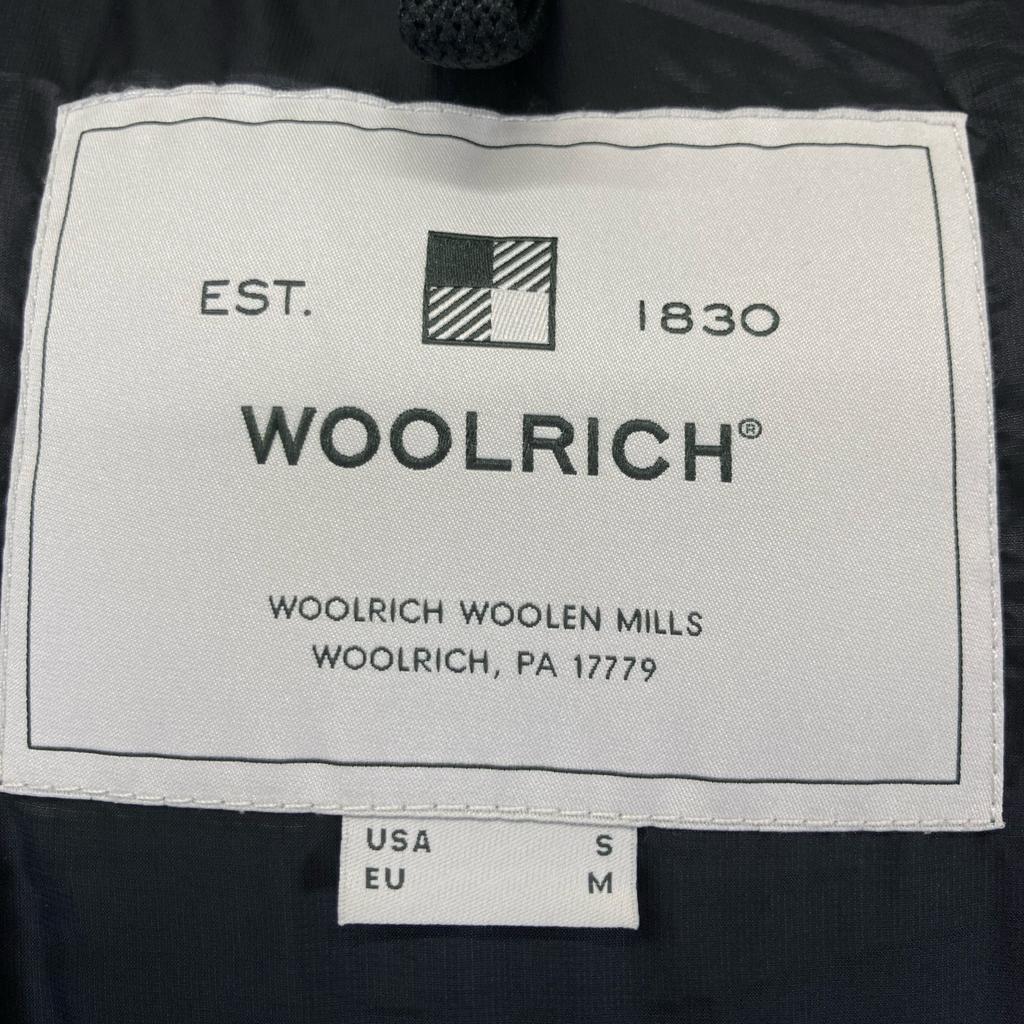 EST. 1830
WOOLRICH®
WOOLRICH WOOLEN MILLS
WOOLRICH, PA 17779
USA S
EU M